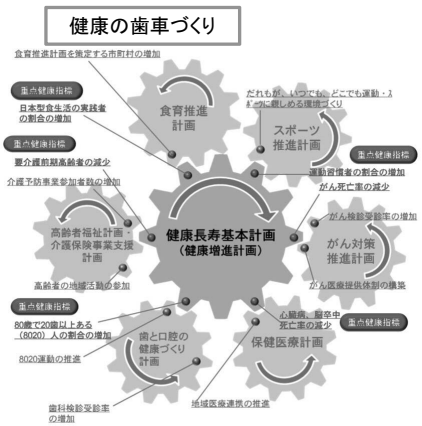 健康の歯車づくり
食育推進計画を策定する市町村の増加
重点健康指標
日本型食生活の実践者
の割合の増加
食育推進
計画
だれもが、いつでも、どこでも運動・ス
ポーツに親しめる環境づくり
スポーツ
推進計画
重点健康指標
運動習慣者の割合の増加
重点健康指標
要介護前期高齢者の減少
介護予防事業参加者数の増加
がん死亡率の減少
がん検診受診率の増加
健康長寿基本計画
(健康増進計画)
高齢者福祉計画・
介護保険事業支援
計画
がん対策
推進計画
高齢者の地域活動の参加
がん医療提供体制の構築
重点健康指標
80歳で20歯以上ある
(8020)人の割合の増加
心臓病、脳卒中
死亡率の減少
重点健康指標
8020運動の推進
歯と口腔の
健康づくり
計画
保健医療計画
歯科検診受診率
の増加
地域医療連携の推進